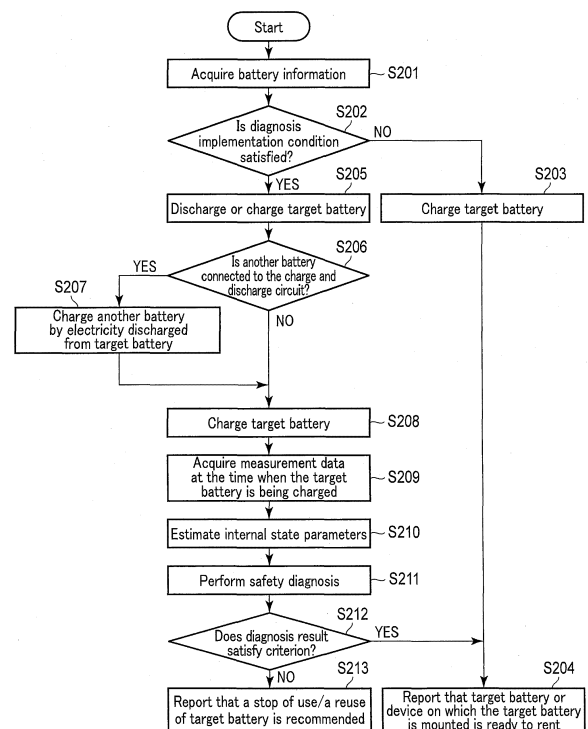 Start
Acquire battery information
S201
S202
Is diagnosis
implementation condition
satisfied?
NO
YES
S205
Discharge or charge target battery
S203
Charge target battery
S206
Is another battery
connected to the charge and
discharge circuit?
YES
S207
Charge another battery
by electricity discharged
from target battery
NO
Charge target battery
S208
Acquire measurement data
at the time when the target
battery is being charged
S209
Estimate internal state parameters
S210
Perform safety diagnosis
S211
S212
Does diagnosis result
satisfy criterion?
YES
NO
S213
Report that a stop of use/a reuse
of target battery is recommended
S204
Report that target battery or
device on which the target battery
is mounted is ready to rent